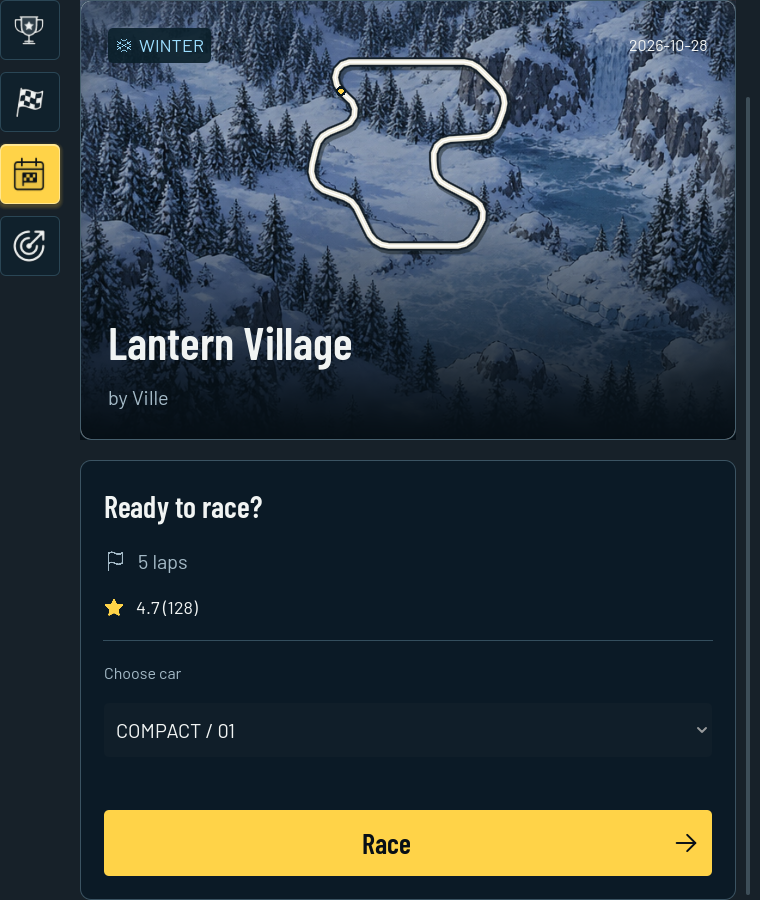 WINTER
2026-10-28
Lantern Village
by Ville
Ready to race?
5 laps
4.7 (128)
Choose car
COMPACT / 01
Race